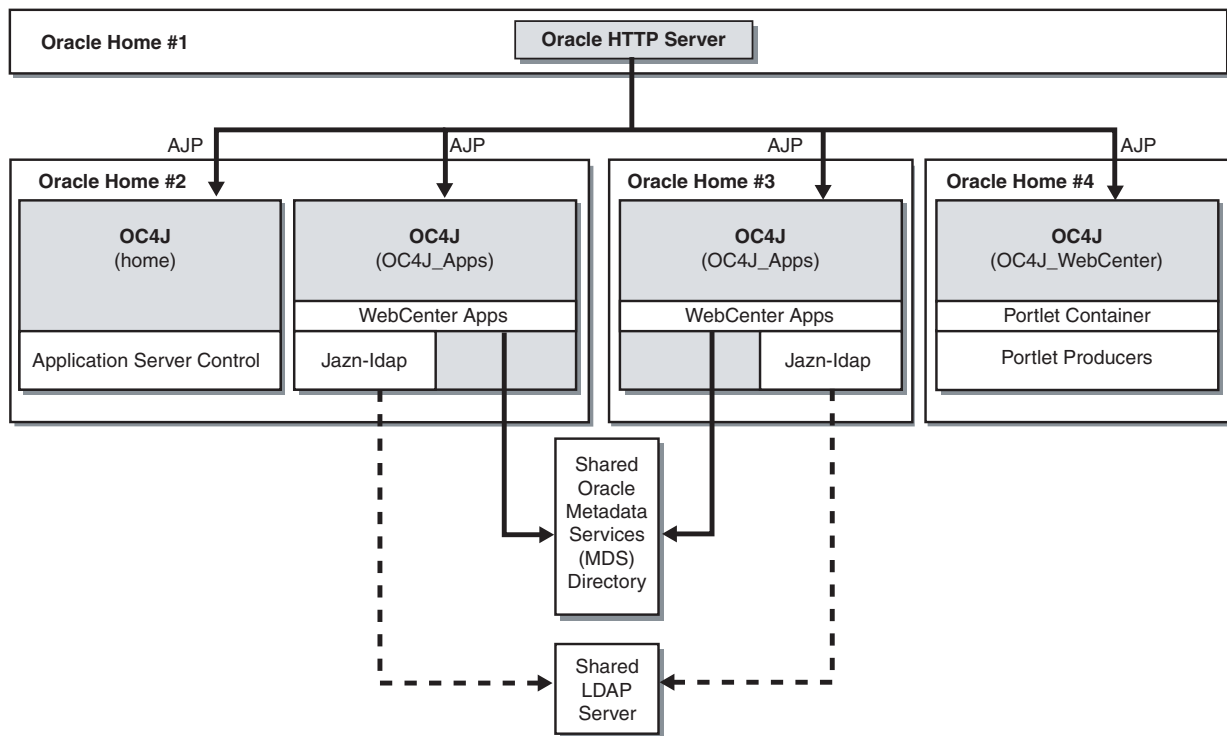 Oracle Home #1
Oracle HTTP Server
AJP
AJP
AJP
AJP
Oracle Home #2
OC4J
(home)
Application Server Control
OC4J
(OC4J_Apps)
WebCenter Apps
Jazn-ldap
Oracle Home #3
OC4J
(OC4J_Apps)
WebCenter Apps
Jazn-ldap
Oracle Home #4
OC4J
(OC4J_WebCenter)
Portlet Container
Portlet Producers
Shared
Oracle
Metadata
Services
(MDS)
Directory
Shared
LDAP
Server